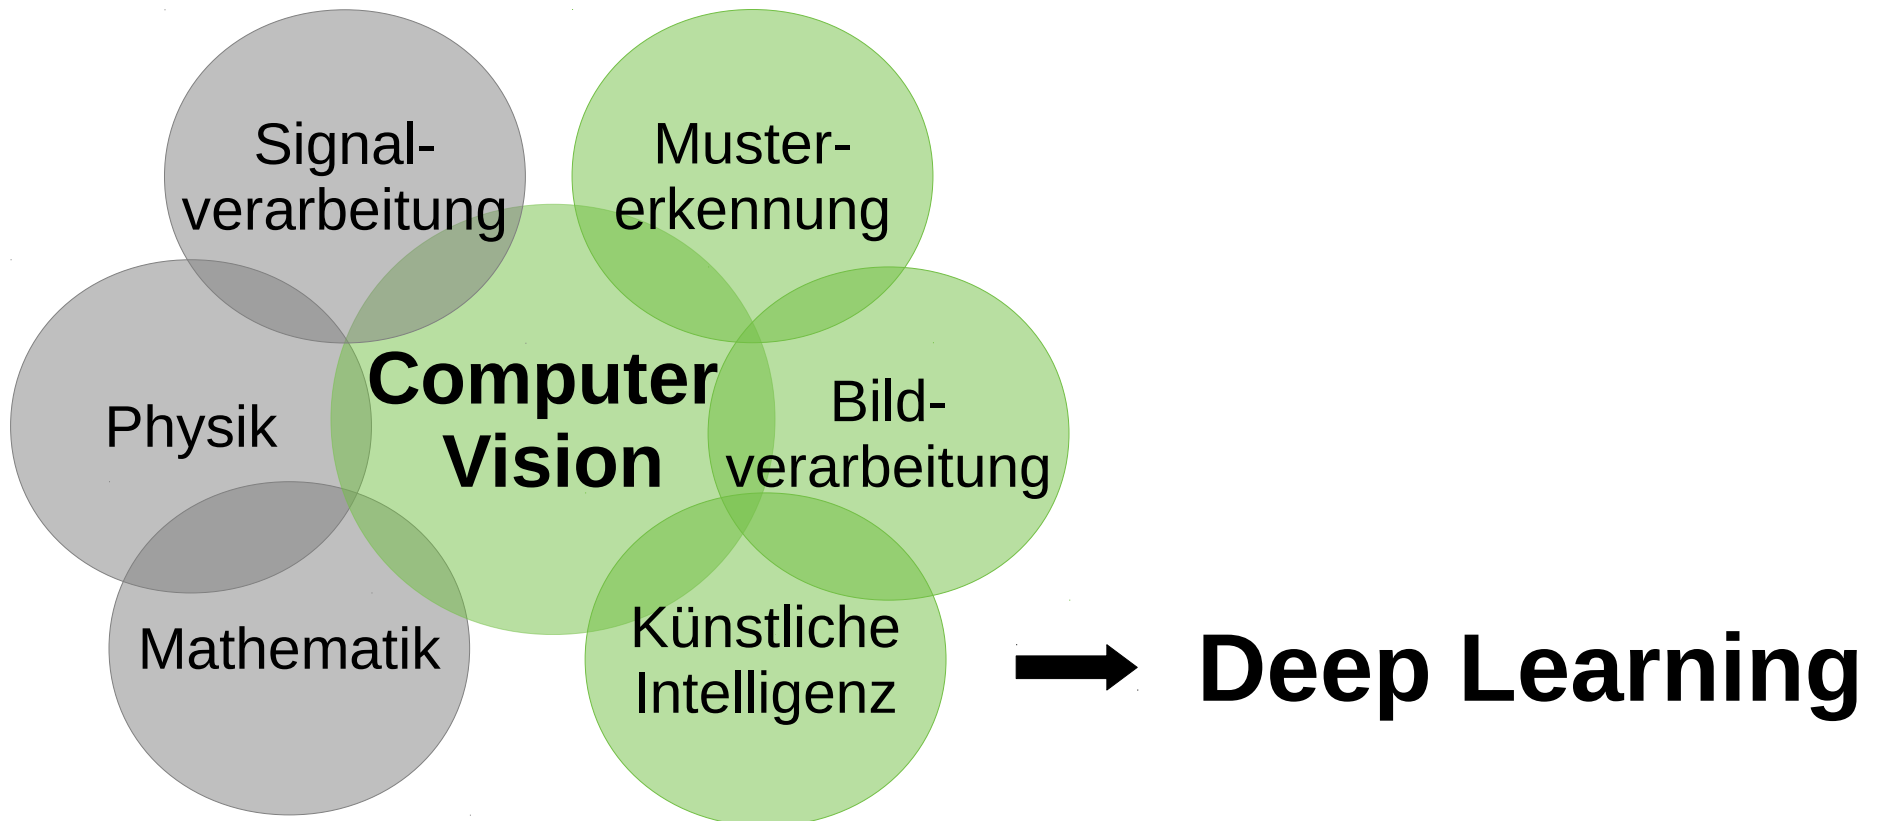 Signal-
verarbeitung
Muster-
erkennung
Physik
Computer
Vision
Bild-
verarbeitung
Mathematik
Künstliche
Intelligenz
Deep Learning